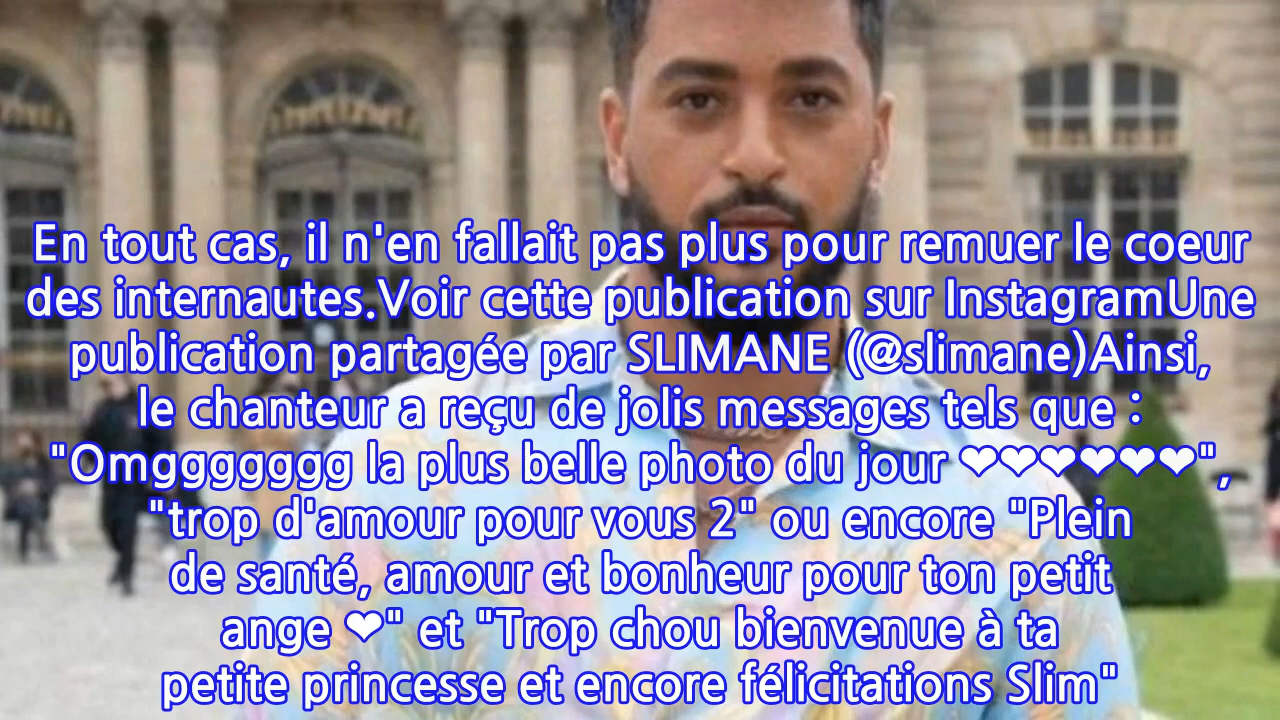 En tout cas, il n'en fallait pas plus pour remuer le coeur
des internautes.Voir cette publication sur InstagramUne
publication partagée par SLIMANE (@slimane)Ainsi,
le chanteur a reçu de jolis messages tels que :
"Omggggggg la plus belle photo du jour ❤❤❤❤❤❤",
"trop d'amour pour vous 2" ou encore "Plein
de santé, amour et bonheur pour ton petit
ange ❤" et "Trop chou bienvenue à ta
petite princesse et encore félicitations Slim"